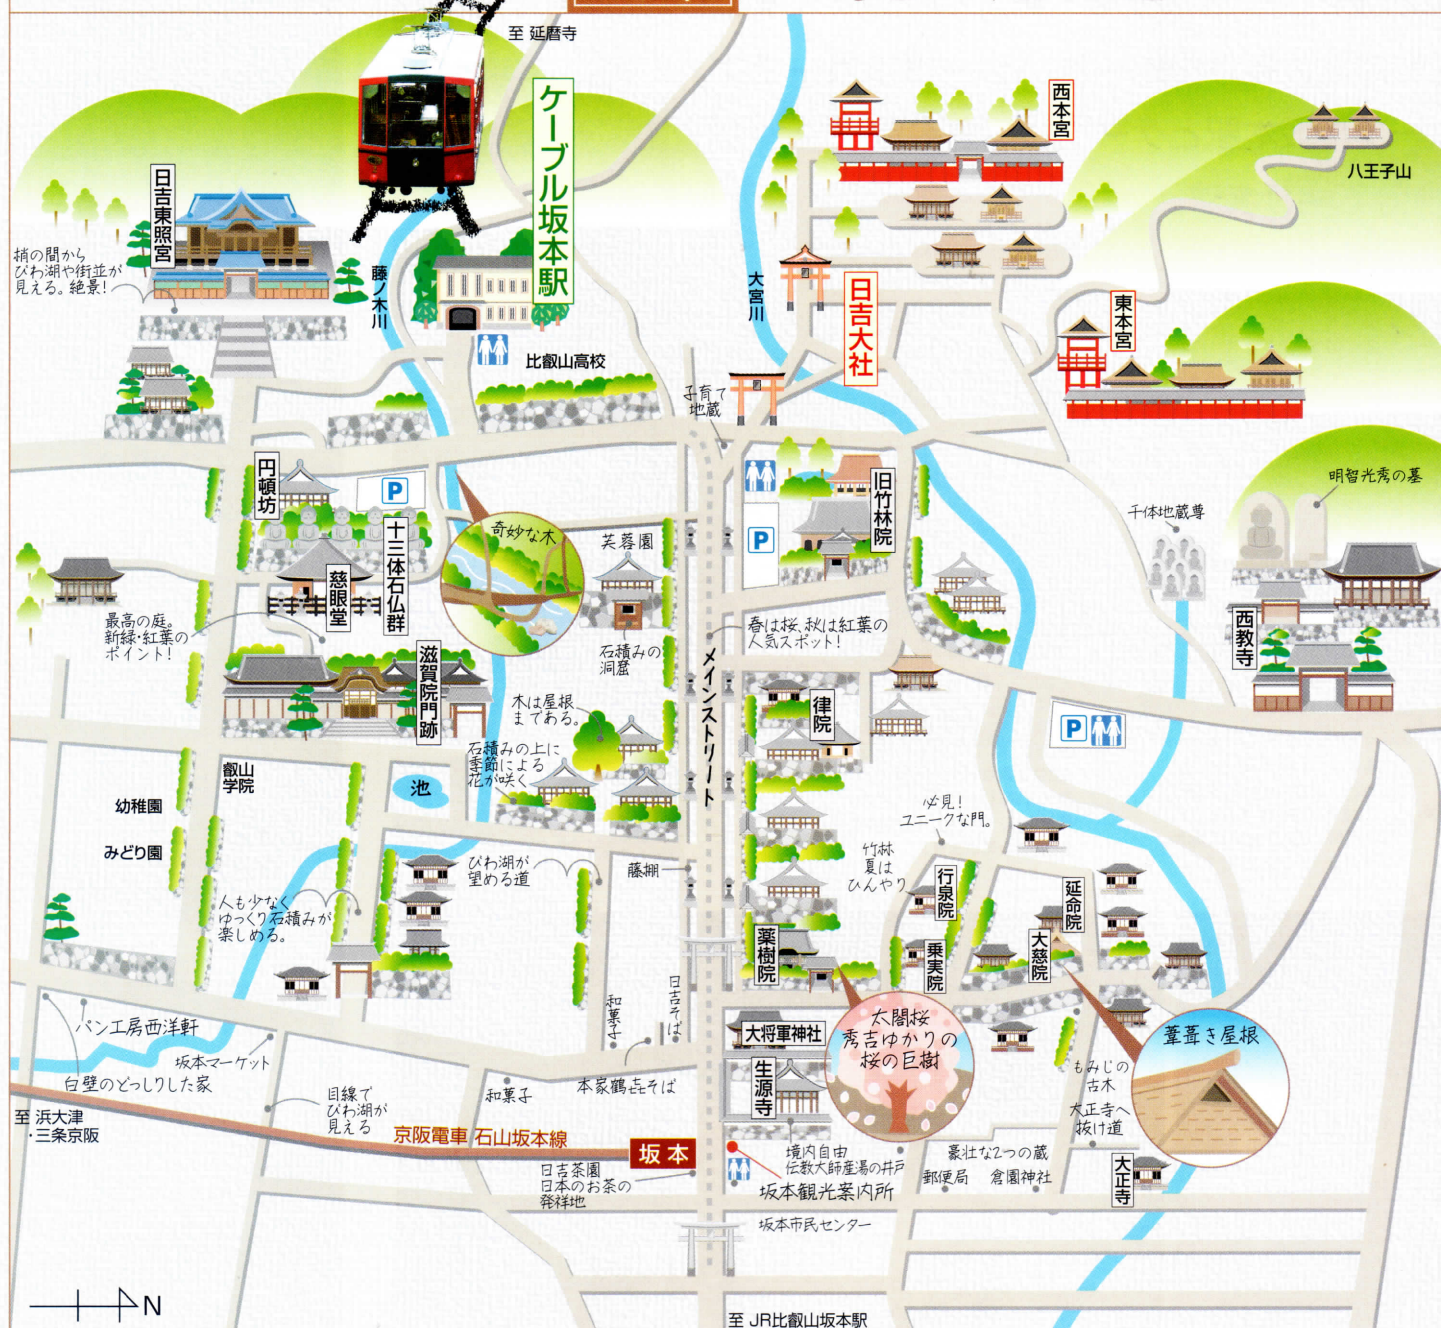 至 延暦寺
ケーブル坂本駅
西本宮
八王子山
日吉東照宮
梢の間から
びわ湖や街並が
見える。絶景!
藤ノ木川
大宮川
日吉大社
東本宮
比叡山高校
子育て
地蔵
円頓坊
P
十三体石仏群
慈眼堂
奇妙な木
芙蓉園
石積みの
洞窟
P
旧竹林院
千体地蔵尊
明智光秀の墓
西教寺
最高の庭。
新緑・紅葉の
ポイント!
滋賀院門跡
春は桜、秋は紅葉の
人気スポット!
メインストリート
律院
木は屋根
まである。
石積みの上に
季節による
花が咲く
P
叡山
学院
池
幼稚園
みどり園
必見!
ユニークな門。
竹林
夏は
ひんやり
びわ湖が
望める道
藤棚
人も少なく
ゆっくり石積みが
楽しめる。
行泉院
延命院
大慈院
乗実院
薬樹院
和菓子
日吉そば
大将軍神社
太閤桜
秀吉ゆかりの
桜の巨樹
葦葺き屋根
パン工房西洋軒
坂本マーケット
白壁のどっしりした家
目線で
びわ湖が
見える
和菓子
本家鶴㐂そば
生源寺
もみじの
古木
大正寺へ
抜け道
至 浜大津
・三条京阪
京阪電車 石山坂本線
坂本
境内自由
伝教大師産湯の井戸
豪壮な2つの蔵
日吉茶園
日本のお茶の
発祥地
坂本観光案内所
郵便局
倉園神社
大正寺
坂本市民センター
N
至 JR比叡山坂本駅